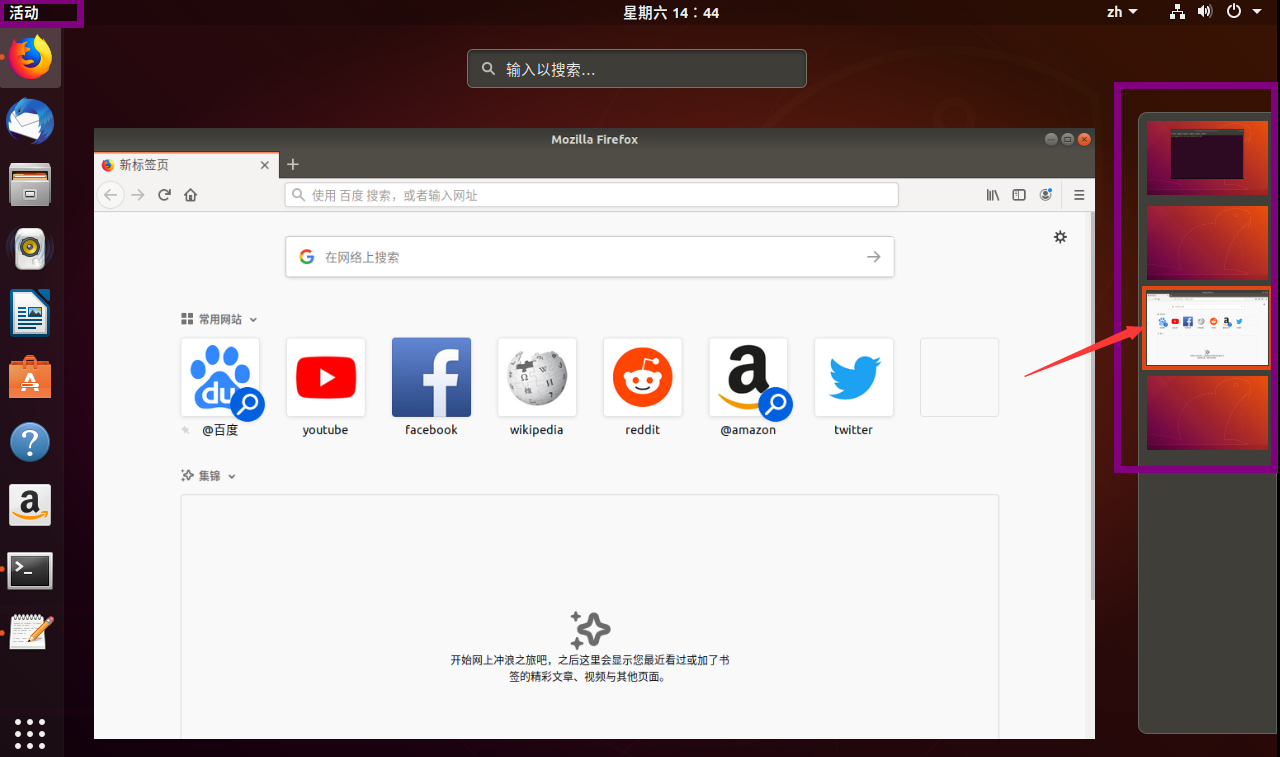 活动
星期六 14：44
zh
输入以搜索...
Mozilla Firefox
新标签页
使用 百度 搜索，或者输入网址
在网络上搜索
常用网站
@百度
youtube
facebook
wikipedia
reddit
@amazon
twitter
集锦
开始网上冲浪之旅吧，之后这里会显示您最近看过或加了书
签的精彩文章、视频与其他页面。